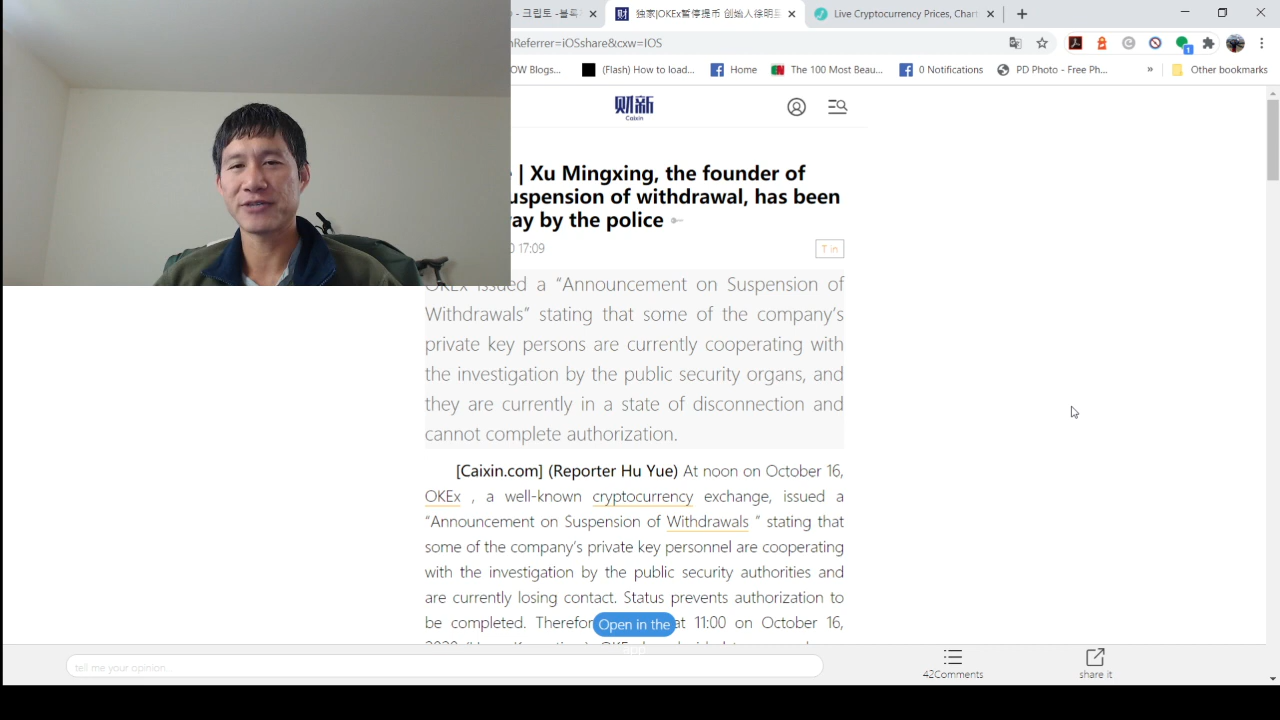 - 크립토 -블록
独家|OKEx暂停提币 创始人徐明星
Live Cryptocurrency Prices, Chart
Referrer=iOSshare&cxw=IOS
OW Blogs...
(Flash) How to load...
Home
The 100 Most Beau...
0 Notifications
PD Photo - Free Ph...
»
Other bookmarks
财新
Caixin
| Xu Mingxing, the founder of
uspension of withdrawal, has been
ay by the police
17:09
T in
OKEx issued a “Announcement on Suspension of
Withdrawals” stating that some of the company's
private key persons are currently cooperating with
the investigation by the public security organs, and
they are currently in a state of disconnection and
cannot complete authorization.
[Caixin.com] (Reporter Hu Yue) At noon on October 16,
OKEx , a well-known cryptocurrency exchange, issued a
“Announcement on Suspension of Withdrawals ” stating that
some of the company's private key personnel are cooperating
with the investigation by the public security authorities and
are currently losing contact. Status prevents authorization to
be completed. Therefor at 11:00 on October 16,
Open in the
app
tell me your opinion...
42Comments
share it